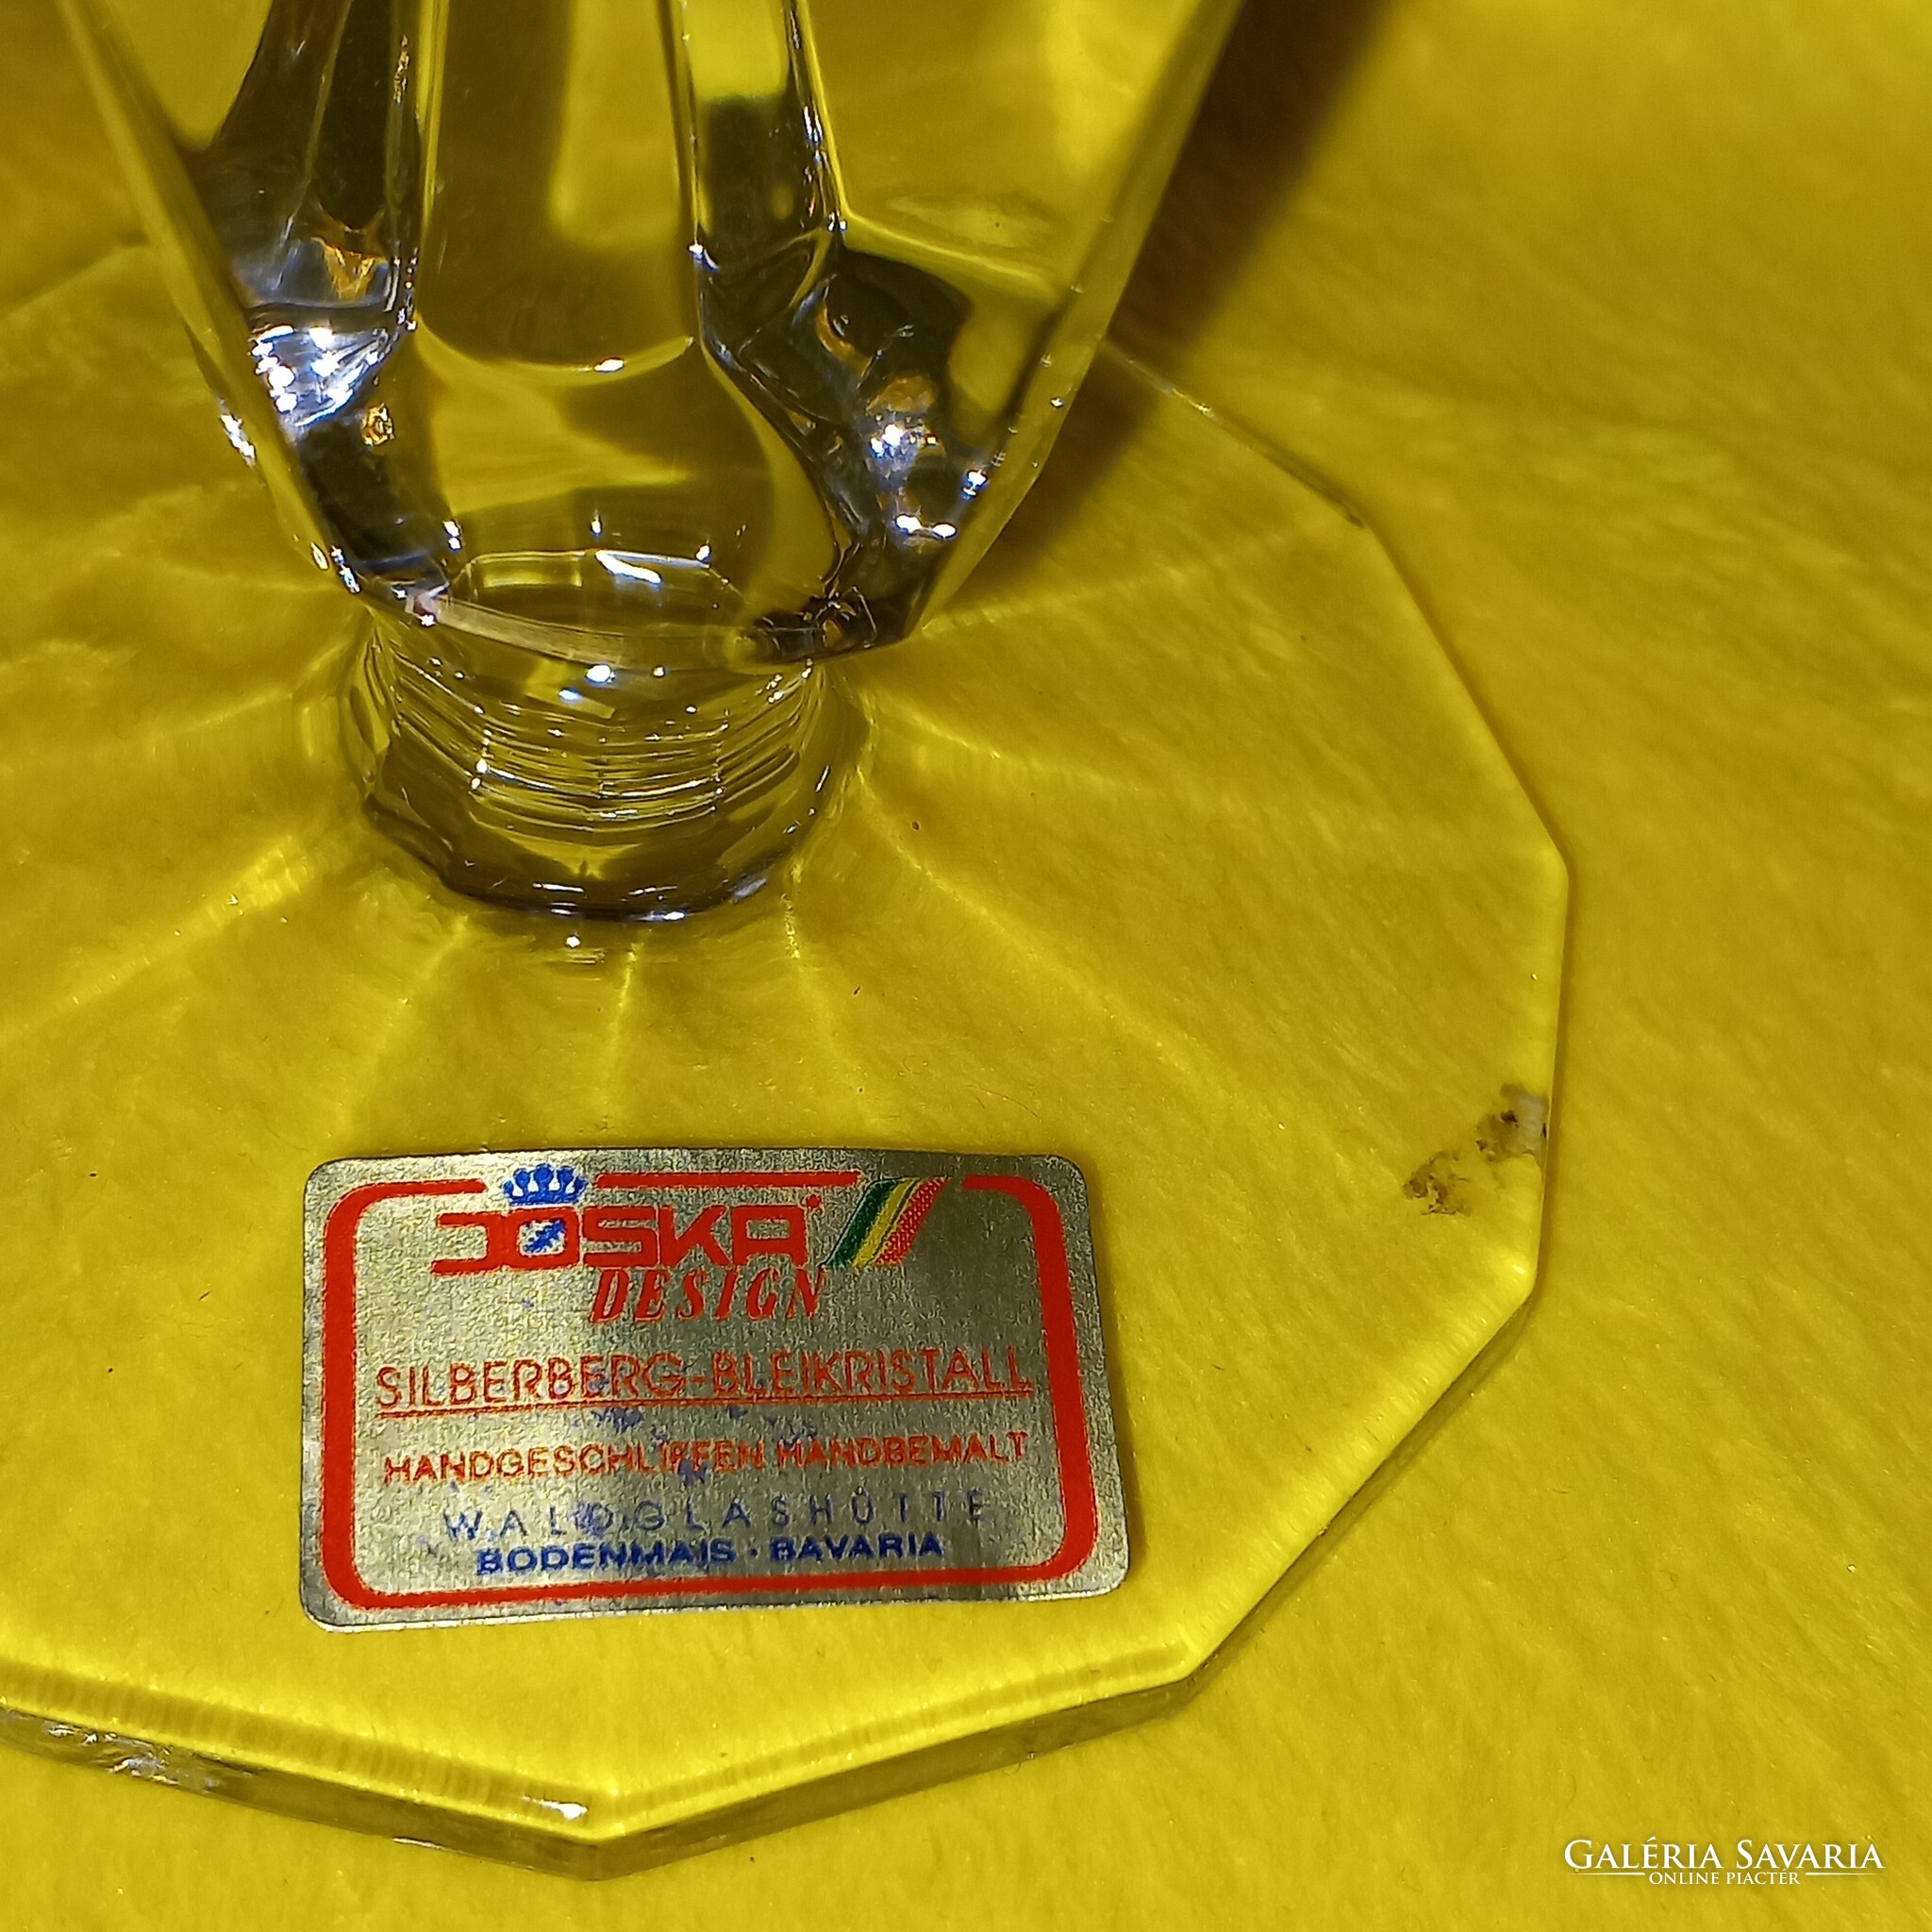 JOSKA
DESIGN
SILBERBERG-BLEIKRISTALL
HANDGESCHLIFFEN HANDBEMALT
WALDGLASHÜTTE
BODENMAIS · BAVARIA
GALÉRIA SAVARIA
ONLINE PIACTÉR